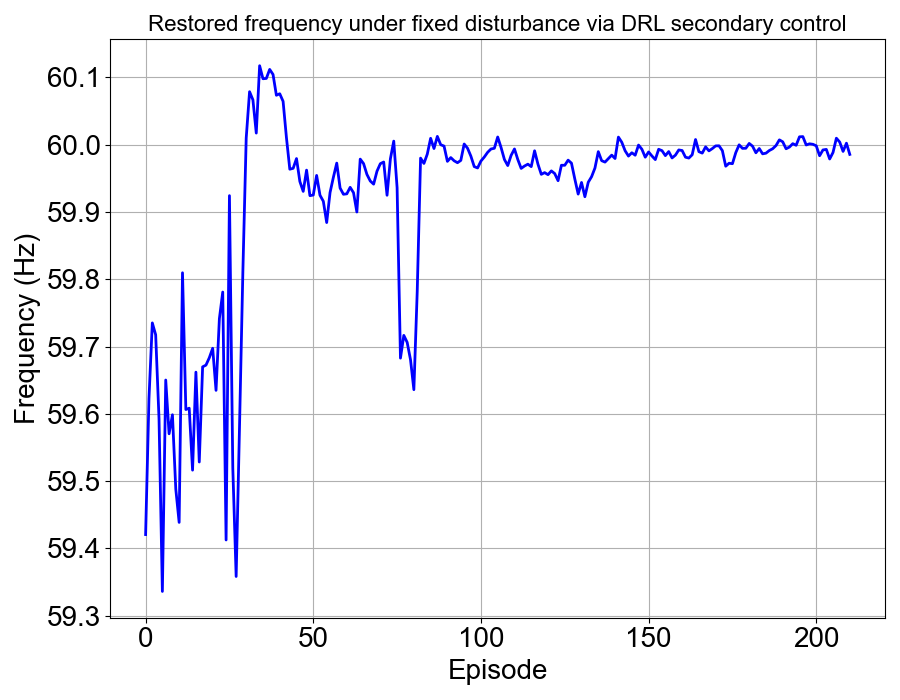 Restored frequency under fixed disturbance via DRL secondary control
60.1
60.0
59.9
59.8
59.7
59.6
59.5
59.4
59.3
Frequency (Hz)
0 50 100 150 200
Episode